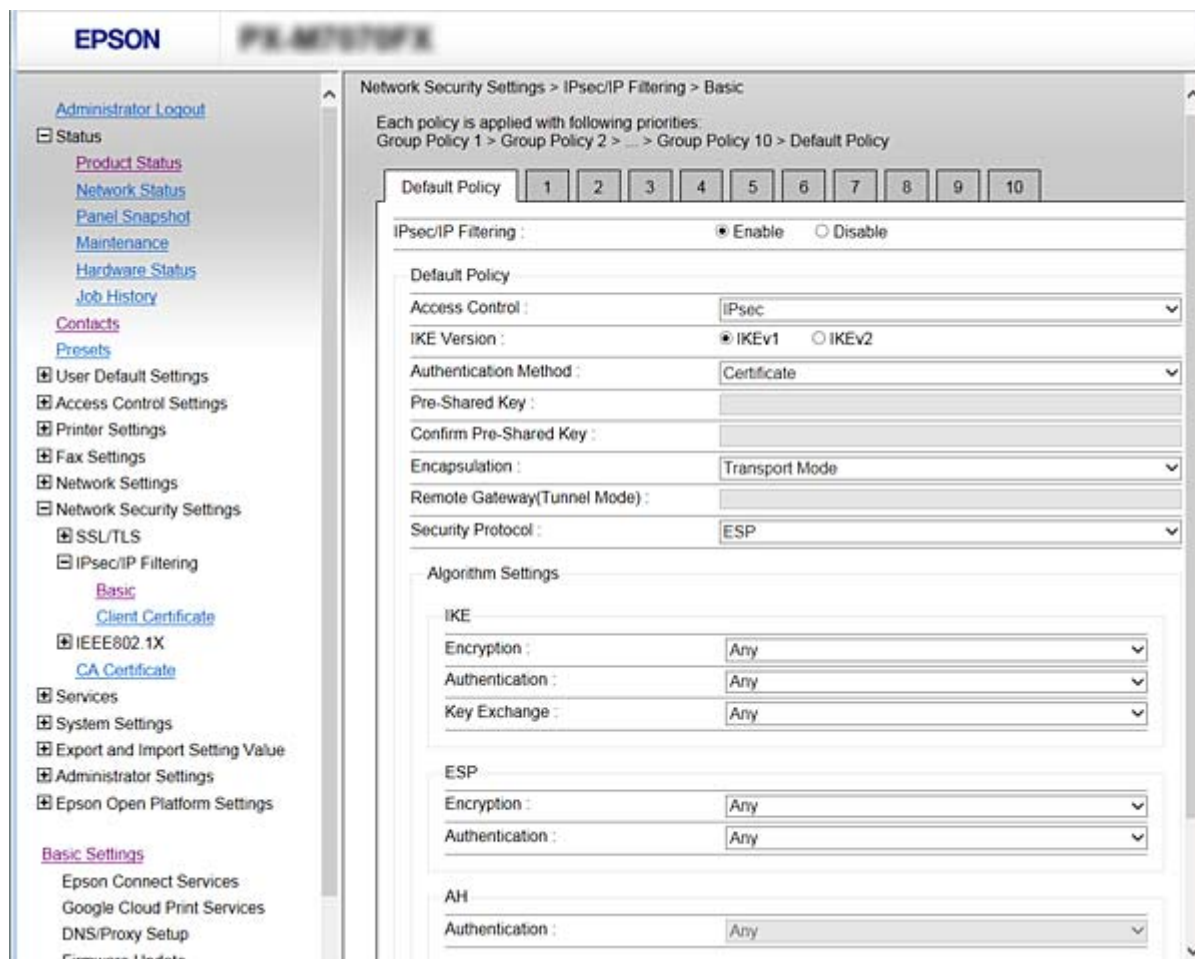 EPSON
Administrator Logout
Status
Product Status
Network Status
Panel Snapshot
Maintenance
Hardware Status
Job History
Contacts
Presets
User Default Settings
Access Control Settings
Printer Settings
Fax Settings
Network Settings
Network Security Settings
SSL/TLS
IPsec/IP Filtering
Basic
Client Certificate
IEEE802.1X
CA Certificate
Services
System Settings
Export and Import Setting Value
Administrator Settings
Epson Open Platform Settings
Basic Settings
Epson Connect Services
Google Cloud Print Services
DNS/Proxy Setup
Network Security Settings > IPsec/IP Filtering > Basic
Each policy is applied with following priorities:
Group Policy 1 > Group Policy 2 > ... > Group Policy 10 > Default Policy
Default Policy 1 2 3 4 5 6 7 8 9 10
IPsec/IP Filtering : Enable Disable
Default Policy
Access Control : IPsec
IKE Version : IKEv1 IKEv2
Authentication Method : Certificate
Pre-Shared Key :
Confirm Pre-Shared Key :
Encapsulation : Transport Mode
Remote Gateway(Tunnel Mode) :
Security Protocol : ESP
Algorithm Settings
IKE
Encryption : Any
Authentication : Any
Key Exchange : Any
ESP
Encryption : Any
Authentication : Any
AH
Authentication : Any